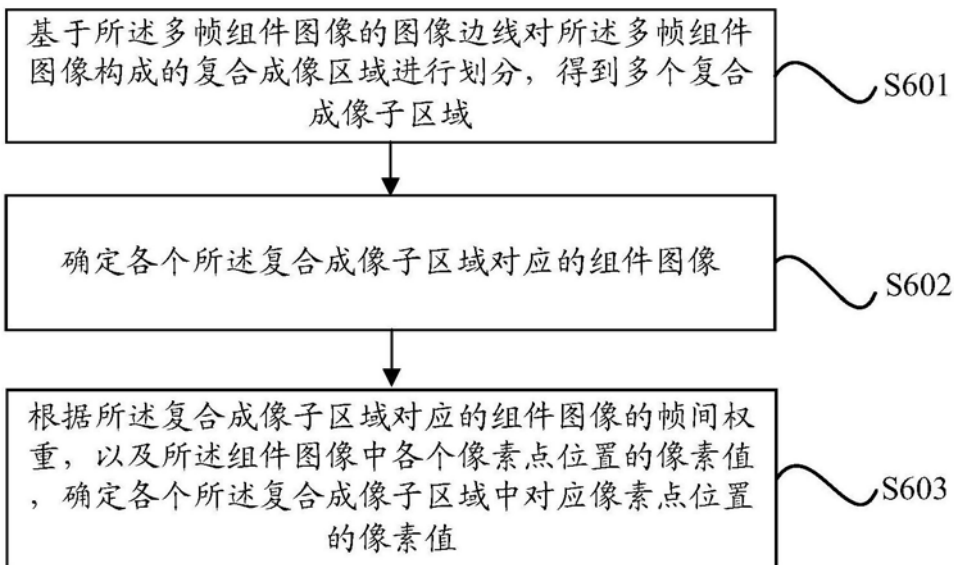 基于所述多帧组件图像的图像边线对所述多帧组件
图像构成的复合成像区域进行划分，得到多个复合
成像子区域
S601
确定各个所述复合成像子区域对应的组件图像
S602
根据所述复合成像子区域对应的组件图像的帧间权
重，以及所述组件图像中各个像素点位置的像素值
，确定各个所述复合成像子区域中对应像素点位置
的像素值
S603